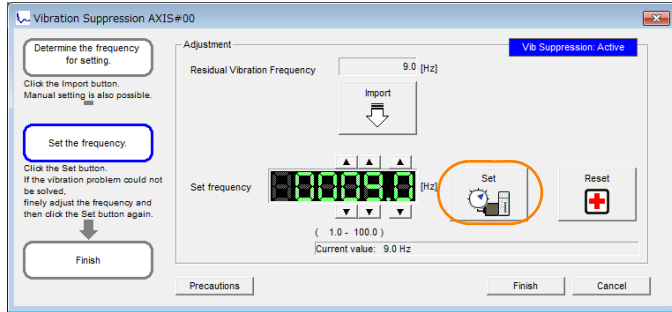 Vibration Suppression AXIS#00
Determine the frequency
for setting.
Click the Import button.
Manual setting is also possible.
Set the frequency.
Click the Set button.
If the vibration problem could not
be solved,
finely adjust the frequency and
then click the Set button again.
Finish
Adjustment
Vib Suppression: Active
Residual Vibration Frequency 9.0 [Hz]
Import
Set frequency 0009.0 [Hz]
Set
Reset
( 1.0 - 100.0 )
Current value: 9.0 Hz
Precautions
Finish
Cancel